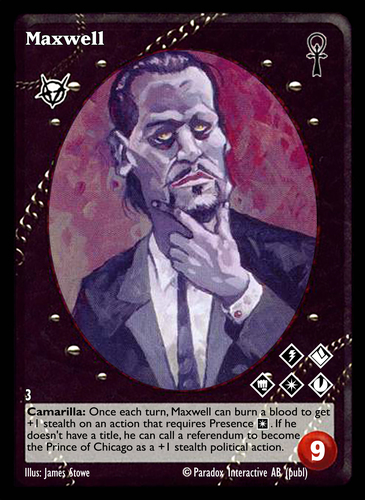 Maxwell
3
Camarilla: Once each turn, Maxwell can burn a blood to get
+1 stealth on an action that requires Presence. If he
doesn't have a title, he can call a referendum to become
the Prince of Chicago as a +1 stealth political action.
9
Illus: James Stowe © Paradox Interactive AB (publ)